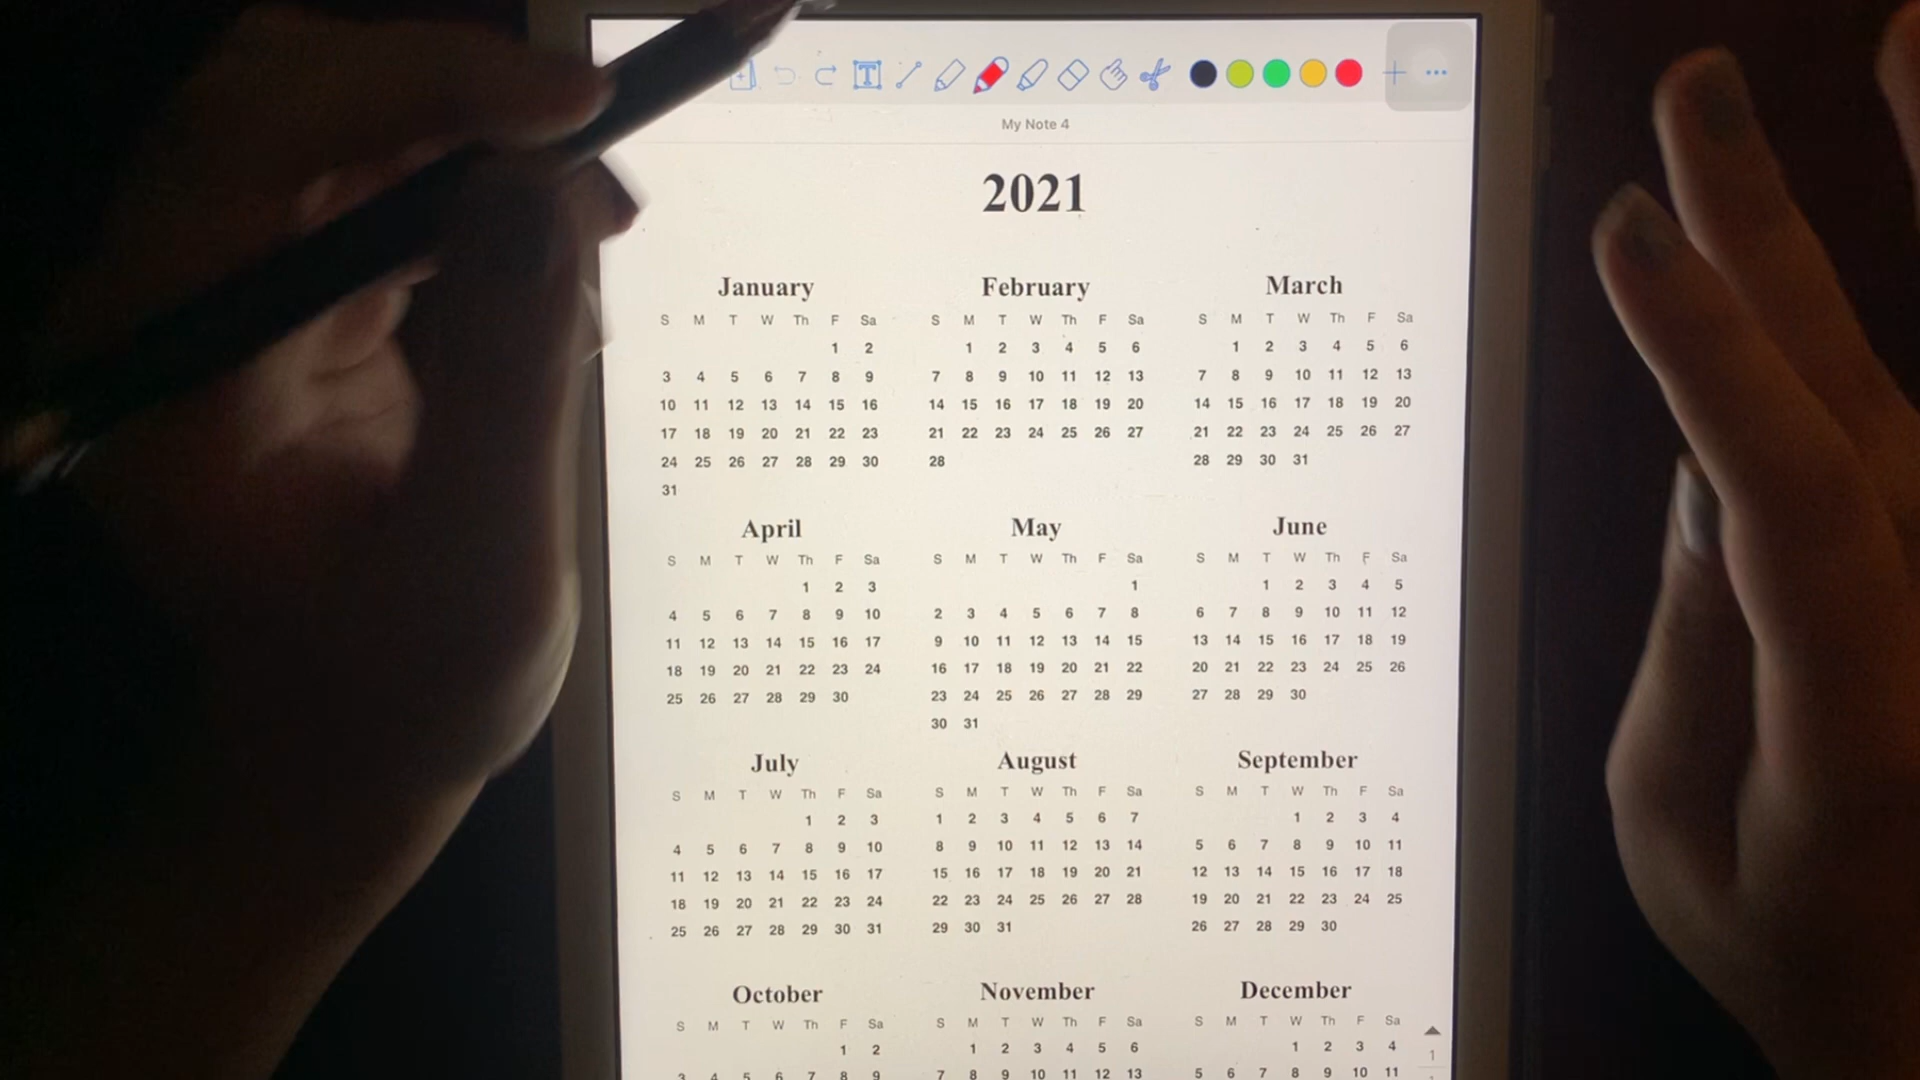 T
My Note 4
2021
January February March
S M T W Th F Sa S M T W Th F Sa S M T W Th F Sa
1 2 1 2 3 4 5 6 1 2 3 4 5 6
3 4 5 6 7 8 9 7 8 9 10 11 12 13 7 8 9 10 11 12 13
10 11 12 13 14 15 16 14 15 16 17 18 19 20 14 15 16 17 18 19 20
17 18 19 20 21 22 23 21 22 23 24 25 26 27 21 22 23 24 25 26 27
24 25 26 27 28 29 30 28 28 29 30 31
31
April May June
S M T W Th F Sa S M T W Th F Sa S M T W Th F Sa
1 2 3 1 1 2 3 4 5
4 5 6 7 8 9 10 2 3 4 5 6 7 8 6 7 8 9 10 11 12
11 12 13 14 15 16 17 9 10 11 12 13 14 15 13 14 15 16 17 18 19
18 19 20 21 22 23 24 16 17 18 19 20 21 22 20 21 22 23 24 25 26
25 26 27 28 29 30 23 24 25 26 27 28 29 27 28 29 30
30 31
July August September
S M T W Th F Sa S M T W Th F Sa S M T W Th F Sa
1 2 3 1 2 3 4 5 6 7 1 2 3 4
4 5 6 7 8 9 10 8 9 10 11 12 13 14 5 6 7 8 9 10 11
11 12 13 14 15 16 17 15 16 17 18 19 20 21 12 13 14 15 16 17 18
18 19 20 21 22 23 24 22 23 24 25 26 27 28 19 20 21 22 23 24 25
25 26 27 28 29 30 31 29 30 31 26 27 28 29 30
October November December
S M T W Th F Sa S M T W Th F Sa S M T W Th F Sa
1 2 1 2 3 4 5 6 1 2 3 4 1
3 4 5 6 7 8 9 7 8 9 10 11 12 13 5 6 7 8 9 10 11